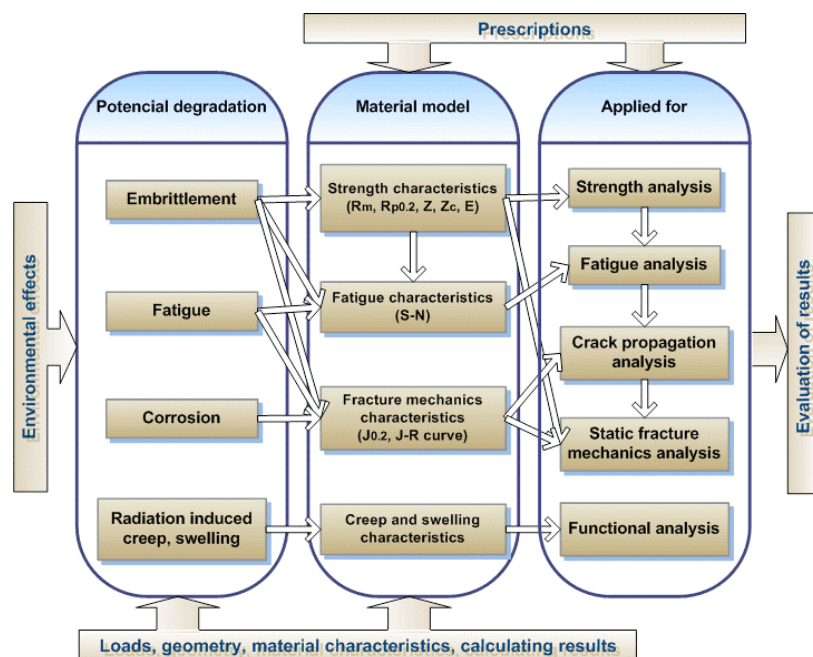 Prescriptions
Potencial degradation
Material model
Applied for
Environmental effects
Embrittlement
Fatigue
Corrosion
Radiation induced
creep, swelling
Strength characteristics
(Rm, Rp0.2, Z, Zc, E)
Fatigue characteristics
(S-N)
Fracture mechanics
characteristics
(J0.2, J-R curve)
Creep and swelling
characteristics
Strength analysis
Fatigue analysis
Crack propagation
analysis
Static fracture
mechanics analysis
Functional analysis
Evaluation of results
Loads, geometry, material characteristics, calculating results